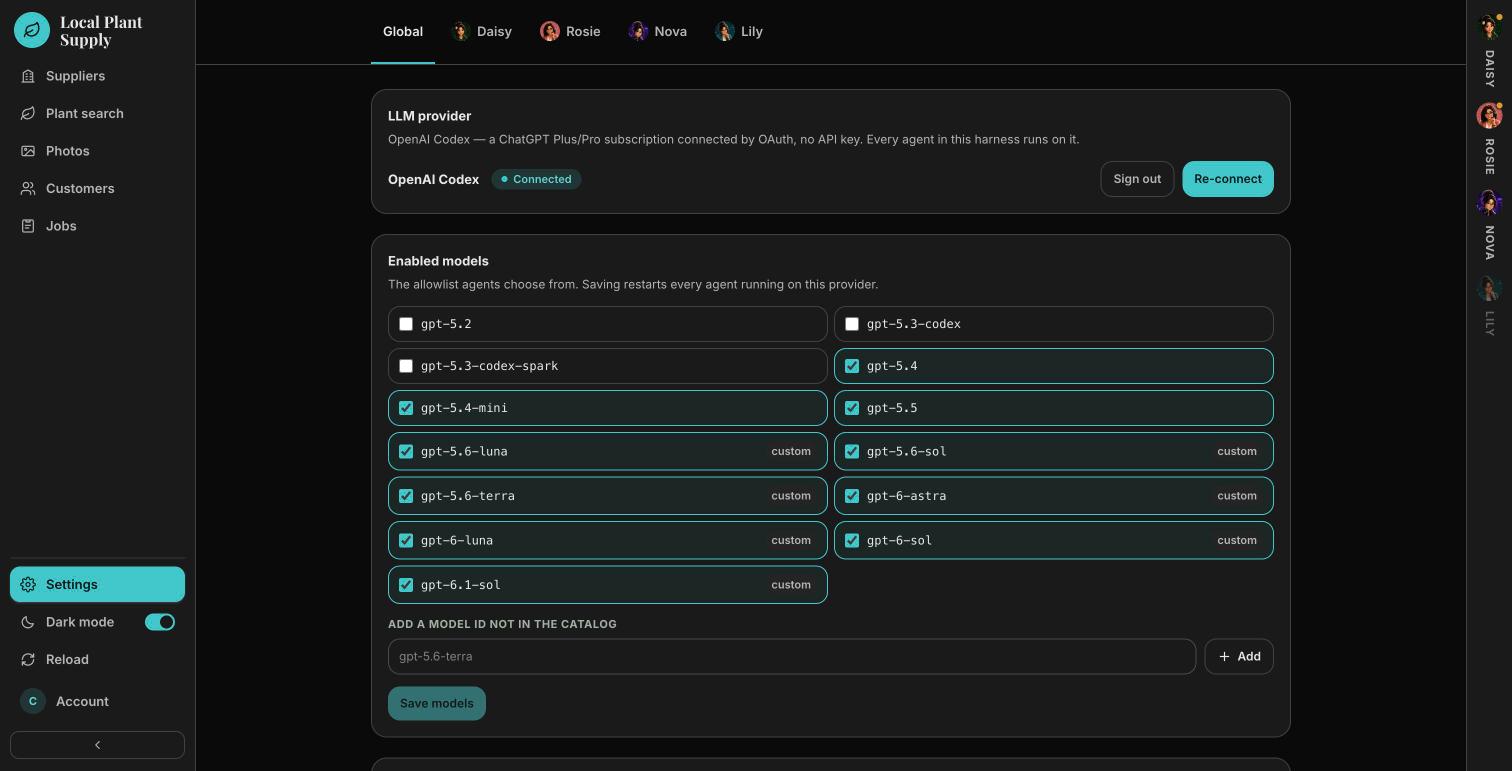 Local Plant
Supply
Suppliers
Plant search
Photos
Customers
Jobs
Settings
Dark mode
Reload
C
Account
Global
Daisy
Rosie
Nova
Lily
LLM provider
OpenAI Codex — a ChatGPT Plus/Pro subscription connected by OAuth, no API key. Every agent in this harness runs on it.
OpenAI Codex
Connected
Sign out
Re-connect
Enabled models
The allowlist agents choose from. Saving restarts every agent running on this provider.
gpt-5.2
gpt-5.3-codex
gpt-5.3-codex-spark
gpt-5.4
gpt-5.4-mini
gpt-5.5
gpt-5.6-luna custom
gpt-5.6-sol custom
gpt-5.6-terra custom
gpt-6-astra custom
gpt-6-luna custom
gpt-6-sol custom
gpt-6.1-sol custom
ADD A MODEL ID NOT IN THE CATALOG
gpt-5.6-terra
+ Add
Save models
DAISY
ROSIE
NOVA
LILY